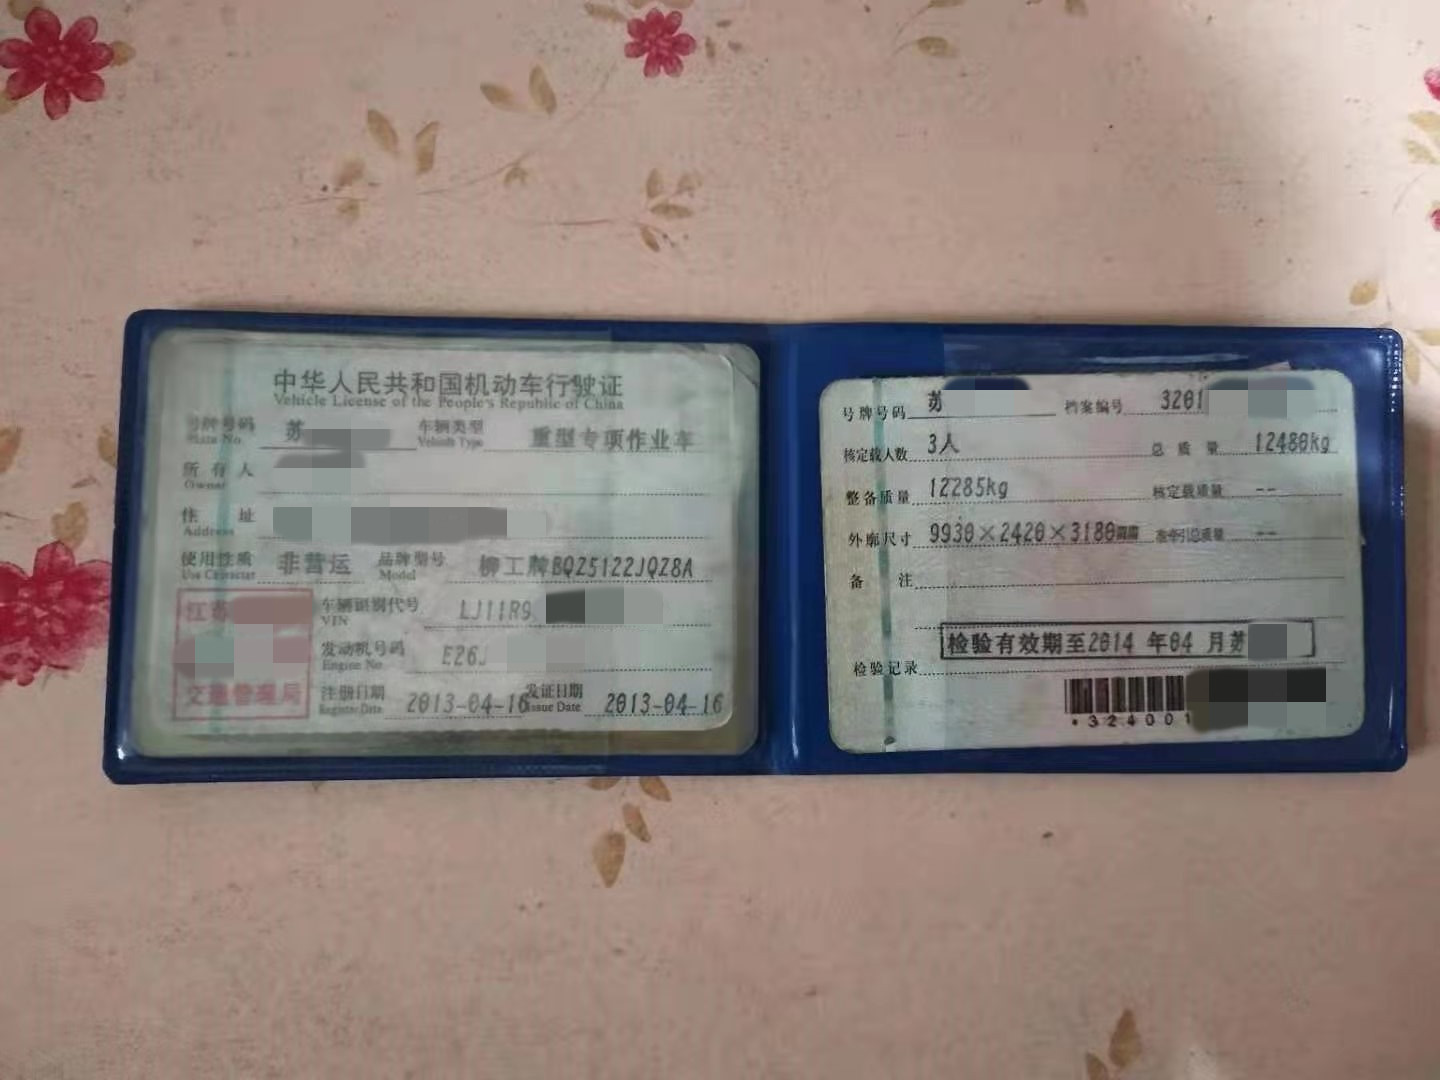 中华人民共和国机动车行驶证
Vehicle License of the People's Republic of China
号牌号码 苏 车辆类型 重型专项作业车
Plate No. Vehicle Type
所有人
Owner
住址
Address
使用性质 非营运 品牌型号 柳工牌BQZ5122JQZ8A
Use Character Model
江苏
交通管理局
车辆识别代号 LJ11R9
VIN
发动机号码 E26J
Engine No.
注册日期 2013-04-16 发证日期 2013-04-16
Register Date Issue Date
号牌号码 苏 档案编号 3201
核定载人数 3人 总质量 12480kg
整备质量 12285kg 核定载质量 --
外廓尺寸 9930×2420×3180mm 准牵引总质量 --
备注
检验有效期至2014 年04 月苏
检验记录
*324001